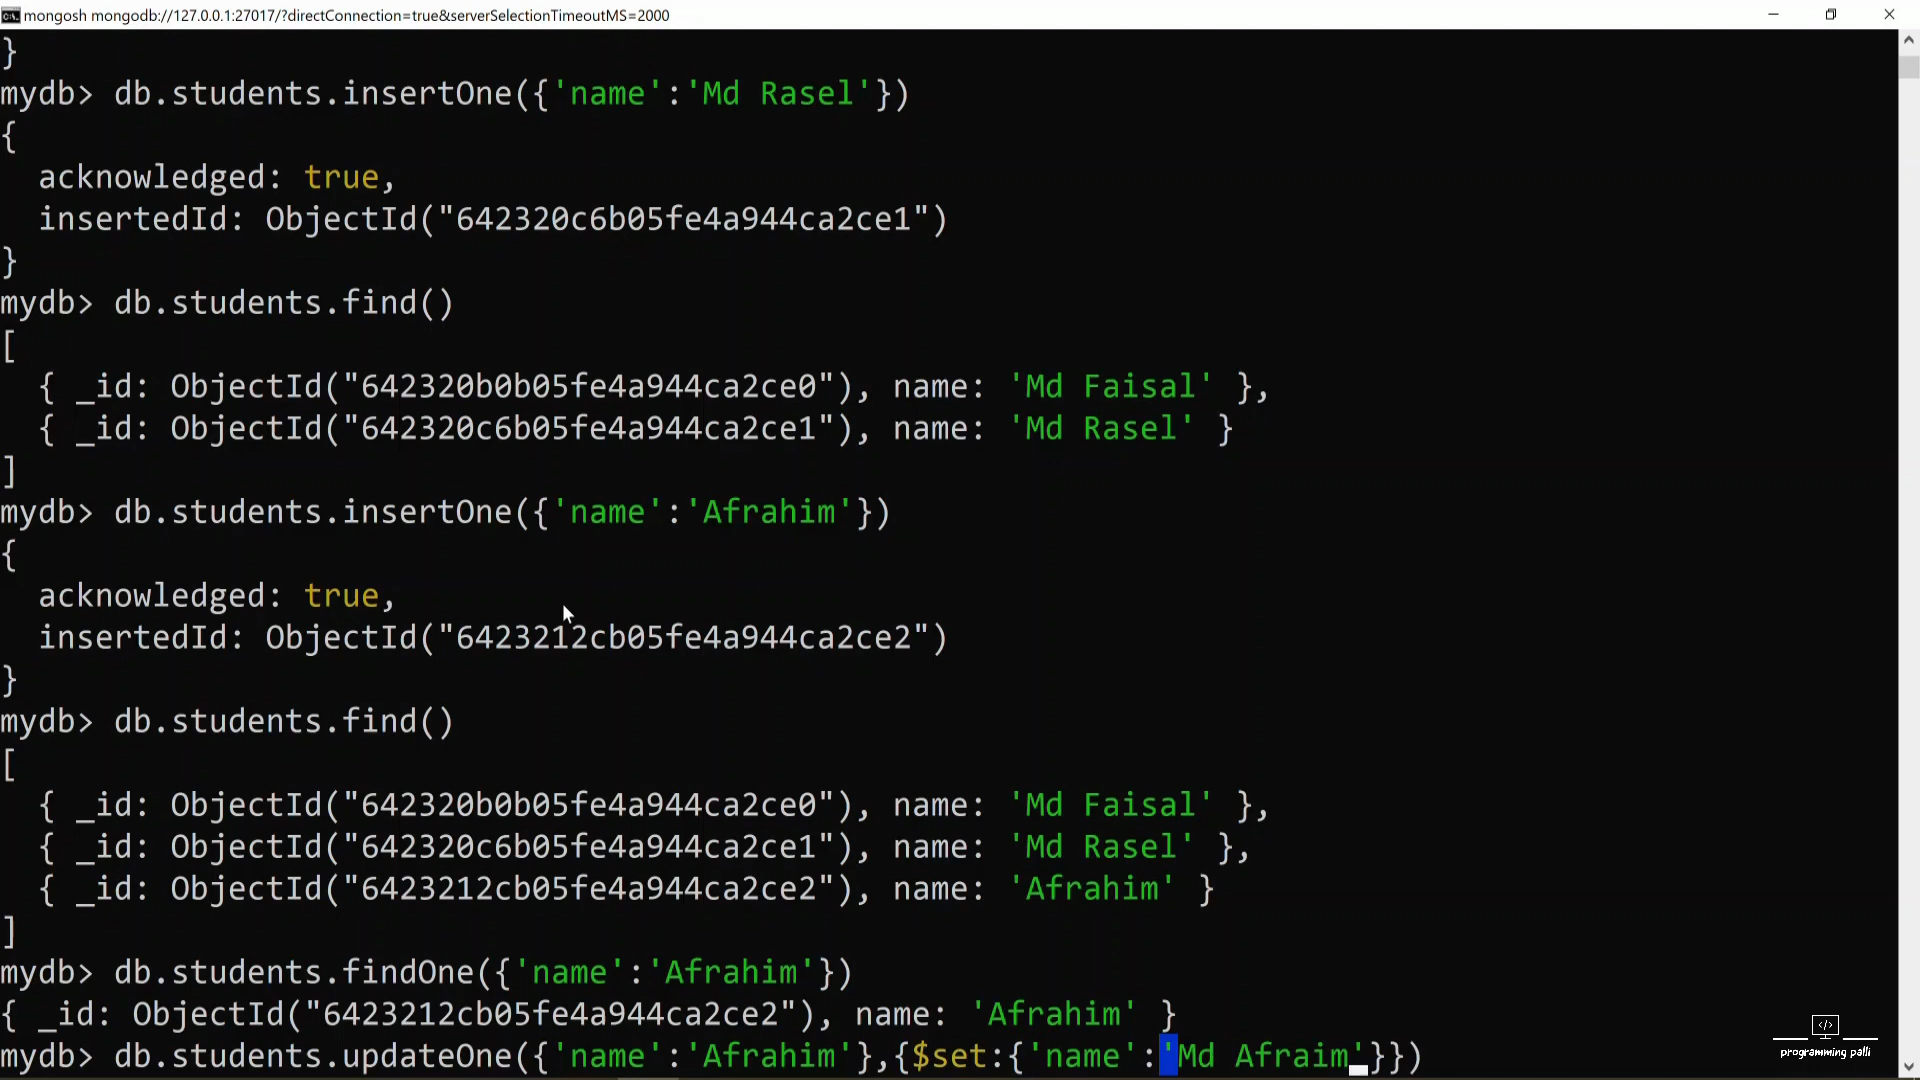 mongosh mongodb://127.0.0.1:27017/?directConnection=true&serverSelectionTimeoutMS=2000
}
mydb> db.students.insertOne({'name':'Md Rasel'})
{
  acknowledged: true,
  insertedId: ObjectId("642320c6b05fe4a944ca2ce1")
}
mydb> db.students.find()
[
  { _id: ObjectId("642320b0b05fe4a944ca2ce0"), name: 'Md Faisal' },
  { _id: ObjectId("642320c6b05fe4a944ca2ce1"), name: 'Md Rasel' }
]
mydb> db.students.insertOne({'name':'Afrahim'})
{
  acknowledged: true,
  insertedId: ObjectId("6423212cb05fe4a944ca2ce2")
}
mydb> db.students.find()
[
  { _id: ObjectId("642320b0b05fe4a944ca2ce0"), name: 'Md Faisal' },
  { _id: ObjectId("642320c6b05fe4a944ca2ce1"), name: 'Md Rasel' },
  { _id: ObjectId("6423212cb05fe4a944ca2ce2"), name: 'Afrahim' }
]
mydb> db.students.findOne({'name':'Afrahim'})
{ _id: ObjectId("6423212cb05fe4a944ca2ce2"), name: 'Afrahim' }
mydb> db.students.updateOne({'name':'Afrahim'},{$set:{'name':'Md Afraim'}})
programming palli